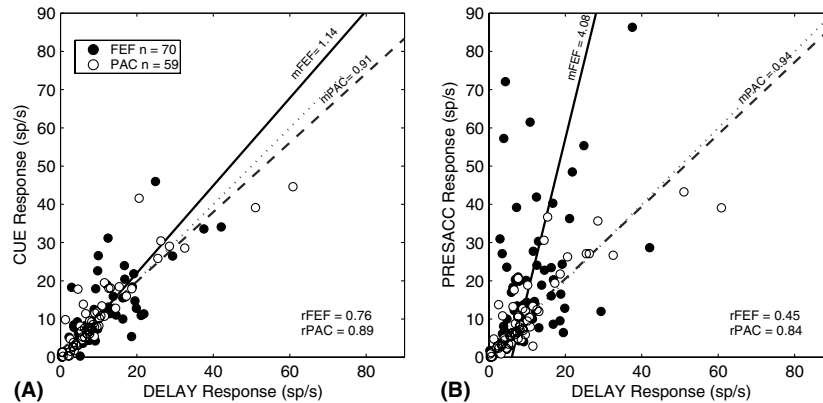 90
80
70
60
50
40
30
20
10
0
0 20 40 60 80
CUE Response (sp/s)
DELAY Response (sp/s)
FEF n = 70
PAC n = 59
mFEF= 1.14
mPAC= 0.91
rFEF = 0.76
rPAC = 0.89
(A)
90
80
70
60
50
40
30
20
10
0
0 20 40 60 80
PRESACC Response (sp/s)
DELAY Response (sp/s)
mFEF= 4.08
mPAC= 0.94
rFEF = 0.45
rPAC = 0.84
(B)